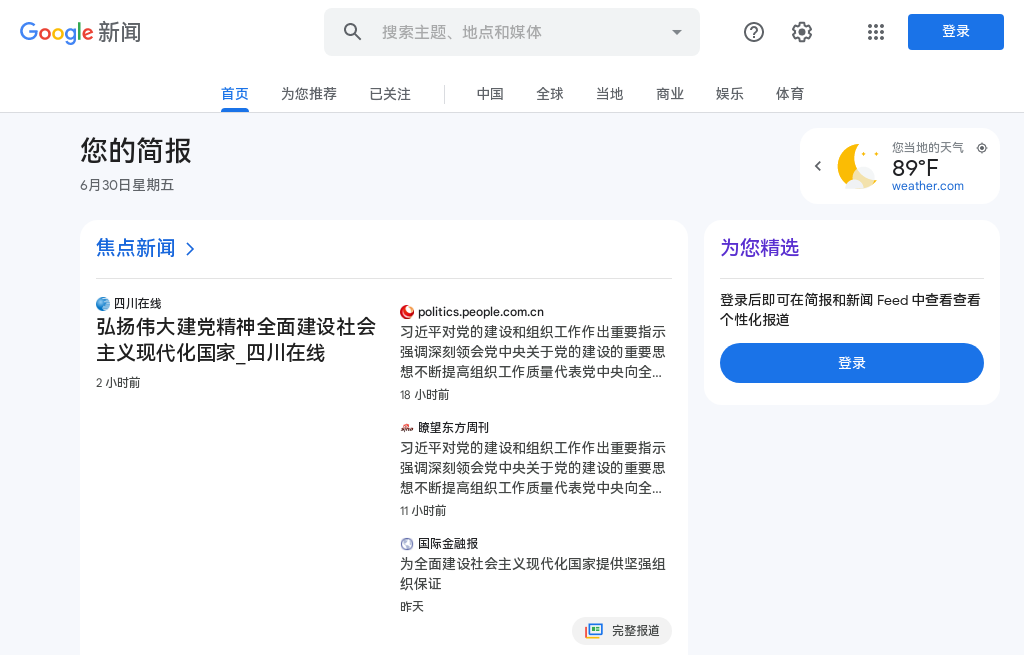 Google 新闻
搜索主题、地点和媒体
登录
首页
为您推荐
已关注
中国
全球
当地
商业
娱乐
体育
您的简报
6月30日星期五
您当地的天气
89°F
weather.com
焦点新闻
四川在线
弘扬伟大建党精神全面建设社会
主义现代化国家_四川在线
2 小时前
politics.people.com.cn
习近平对党的建设和组织工作作出重要指示
强调深刻领会党中央关于党的建设的重要思
想不断提高组织工作质量代表党中央向全...
18 小时前
瞭望东方周刊
习近平对党的建设和组织工作作出重要指示
强调深刻领会党中央关于党的建设的重要思
想不断提高组织工作质量代表党中央向全...
11 小时前
国际金融报
为全面建设社会主义现代化国家提供坚强组
织保证
昨天
完整报道
为您精选
登录后即可在简报和新闻 Feed 中查看查看
个性化报道
登录